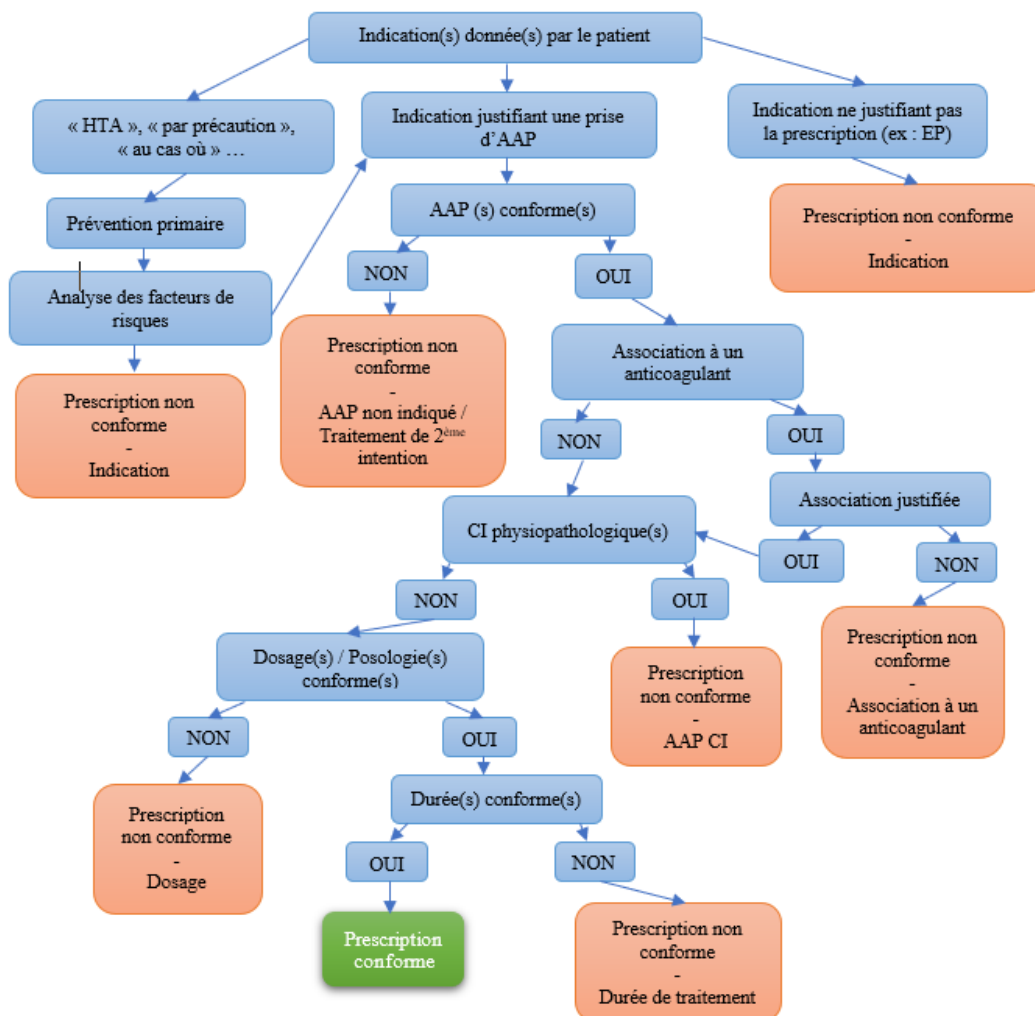 Indication(s) donnée(s) par le patient
« HTA », « par précaution »,
« au cas où » …
Indication justifiant une prise
d’AAP
Indication ne justifiant pas
la prescription (ex : EP)
Prévention primaire
AAP (s) conforme(s)
Prescription non conforme
-
Indication
NON
OUI
Analyse des facteurs de
risques
Prescription non
conforme
-
AAP non indiqué /
Traitement de 2ème
intention
Association à un
anticoagulant
Prescription non
conforme
-
Indication
NON
OUI
Association justifiée
CI physiopathologique(s)
OUI
NON
NON
OUI
Prescription non
conforme
-
Association à un
anticoagulant
Dosage(s) / Posologie(s)
conforme(s)
Prescription
non conforme
-
AAP CI
NON
OUI
Prescription
non conforme
-
Dosage
Durée(s) conforme(s)
OUI
NON
Prescription
conforme
Prescription non
conforme
-
Durée de traitement